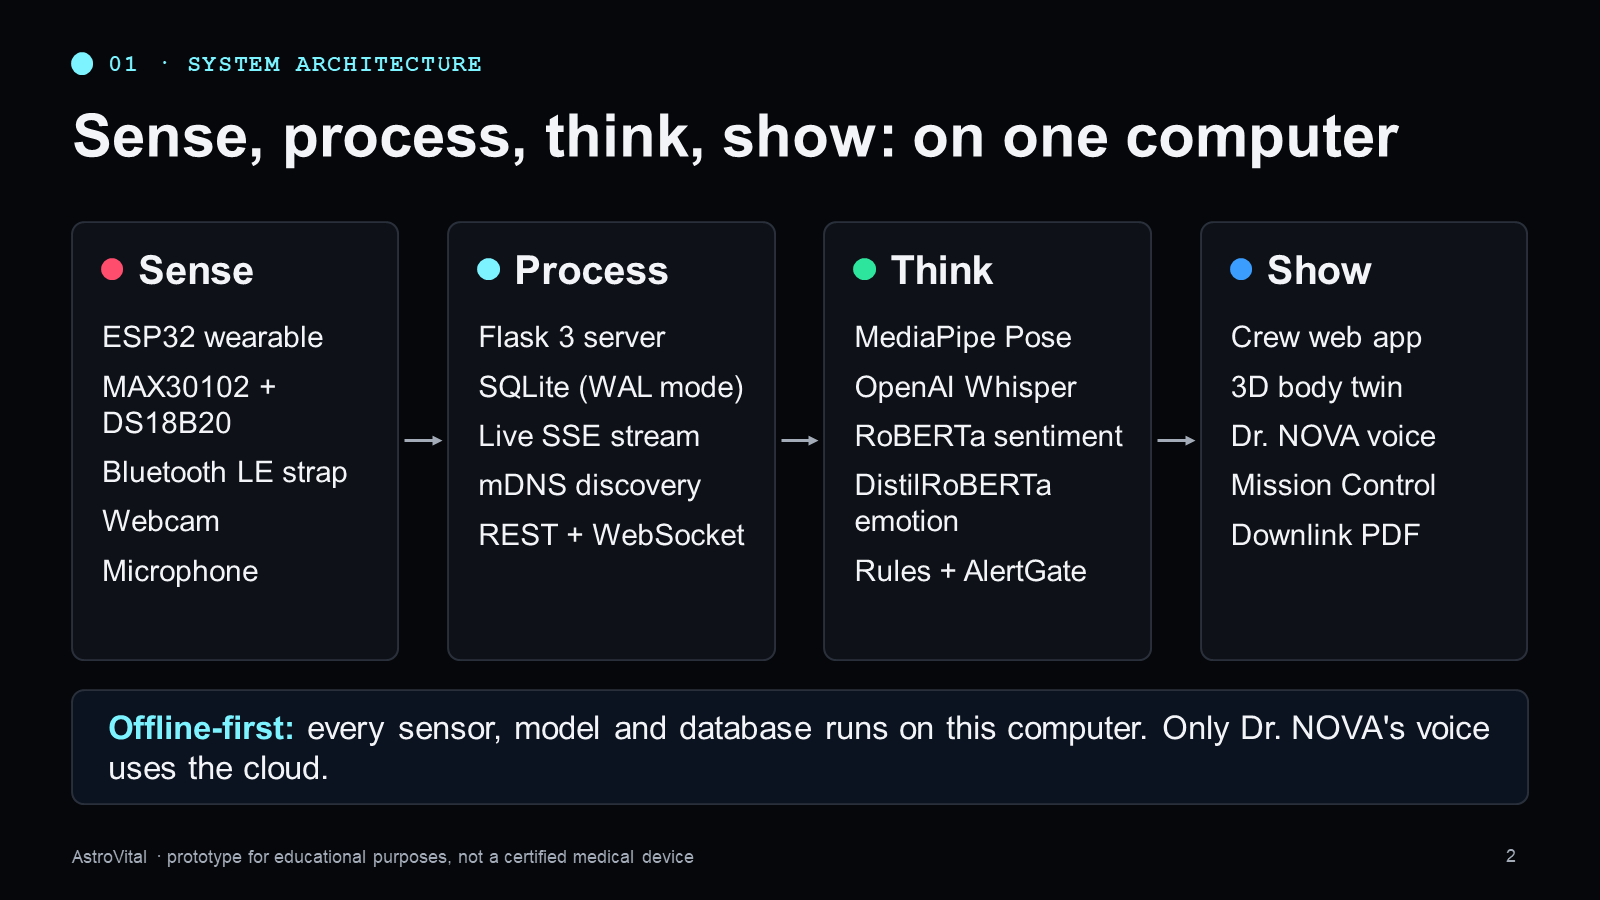 01 · SYSTEM ARCHITECTURE
Sense, process, think, show: on one computer
Sense
ESP32 wearable
MAX30102 +
DS18B20
Bluetooth LE strap
Webcam
Microphone
Process
Flask 3 server
SQLite (WAL mode)
Live SSE stream
mDNS discovery
REST + WebSocket
Think
MediaPipe Pose
OpenAI Whisper
RoBERTa sentiment
DistilRoBERTa
emotion
Rules + AlertGate
Show
Crew web app
3D body twin
Dr. NOVA voice
Mission Control
Downlink PDF
Offline-first: every sensor, model and database runs on this computer. Only Dr. NOVA's voice
uses the cloud.
AstroVital · prototype for educational purposes, not a certified medical device
2